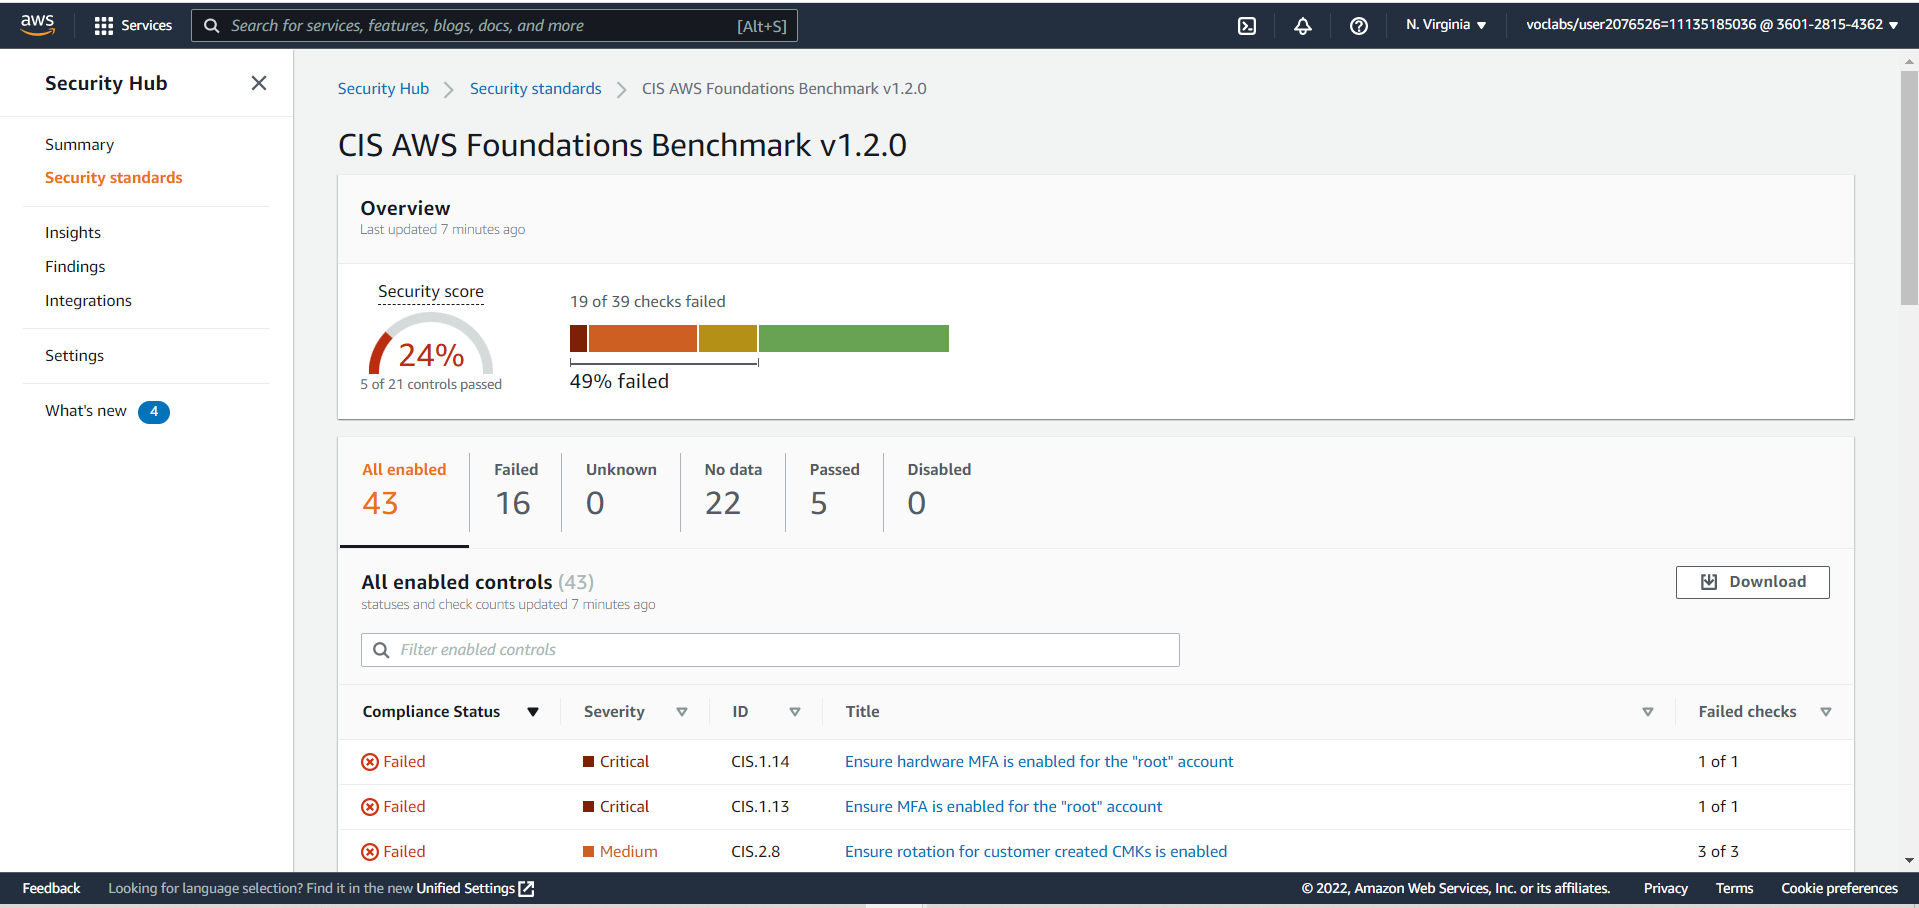 aws
Services
Search for services, features, blogs, docs, and more
[Alt+S]
N. Virginia
voclabs/user2076526=11135185036 @ 3601-2815-4362
Security Hub
Summary
Security standards
Insights
Findings
Integrations
Settings
What's new 4
Security Hub
Security standards
CIS AWS Foundations Benchmark v1.2.0
CIS AWS Foundations Benchmark v1.2.0
Overview
Last updated 7 minutes ago
Security score
24%
5 of 21 controls passed
19 of 39 checks failed
49% failed
All enabled
43
Failed
16
Unknown
0
No data
22
Passed
5
Disabled
0
All enabled controls (43)
statuses and check counts updated 7 minutes ago
Download
Filter enabled controls
Compliance Status Severity ID Title Failed checks
Failed Critical CIS.1.14 Ensure hardware MFA is enabled for the "root" account 1 of 1
Failed Critical CIS.1.13 Ensure MFA is enabled for the "root" account 1 of 1
Failed Medium CIS.2.8 Ensure rotation for customer created CMKs is enabled 3 of 3
Feedback
Looking for language selection? Find it in the new Unified Settings
© 2022, Amazon Web Services, Inc. or its affiliates.
Privacy
Terms
Cookie preferences